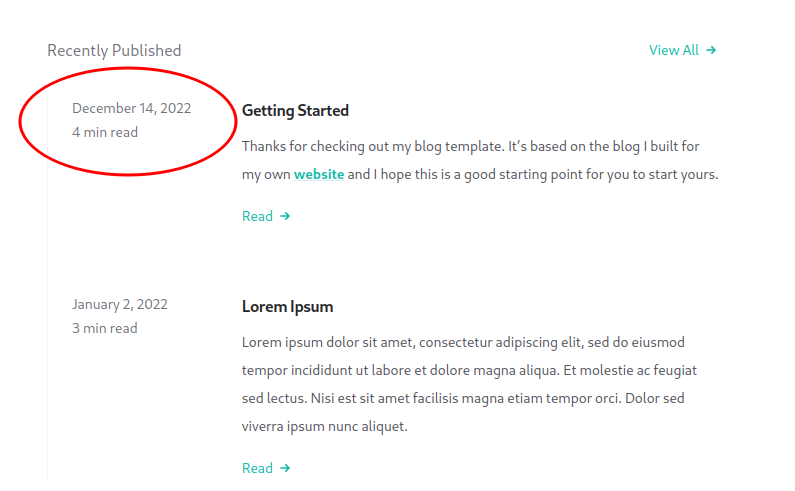 Recently Published
View All →
December 14, 2022
4 min read
Getting Started
Thanks for checking out my blog template. It's based on the blog I built for
my own website and I hope this is a good starting point for you to start yours.
Read →
January 2, 2022
3 min read
Lorem Ipsum
Lorem ipsum dolor sit amet, consectetur adipiscing elit, sed do eiusmod
tempor incididunt ut labore et dolore magna aliqua. Et molestie ac feugiat
sed lectus. Nisi est sit amet facilisis magna etiam tempor orci. Dolor sed
viverra ipsum nunc aliquet.
Read →